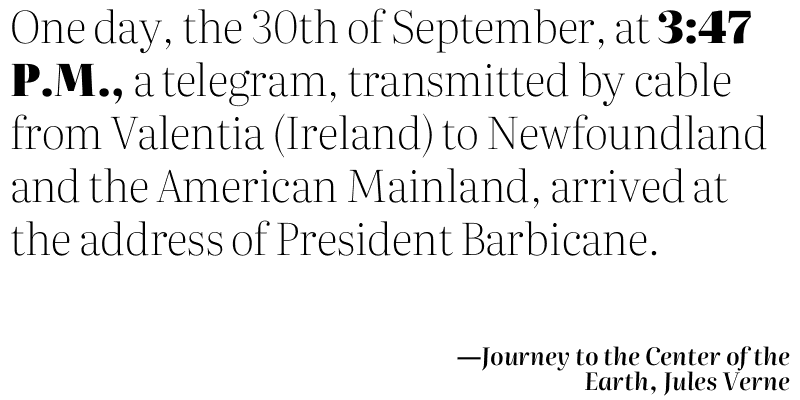 One day, the 30th of September, at 3:47
P.M., a telegram, transmitted by cable
from Valentia (Ireland) to Newfoundland
and the American Mainland, arrived at
the address of President Barbicane.
—Journey to the Center of the
Earth, Jules Verne